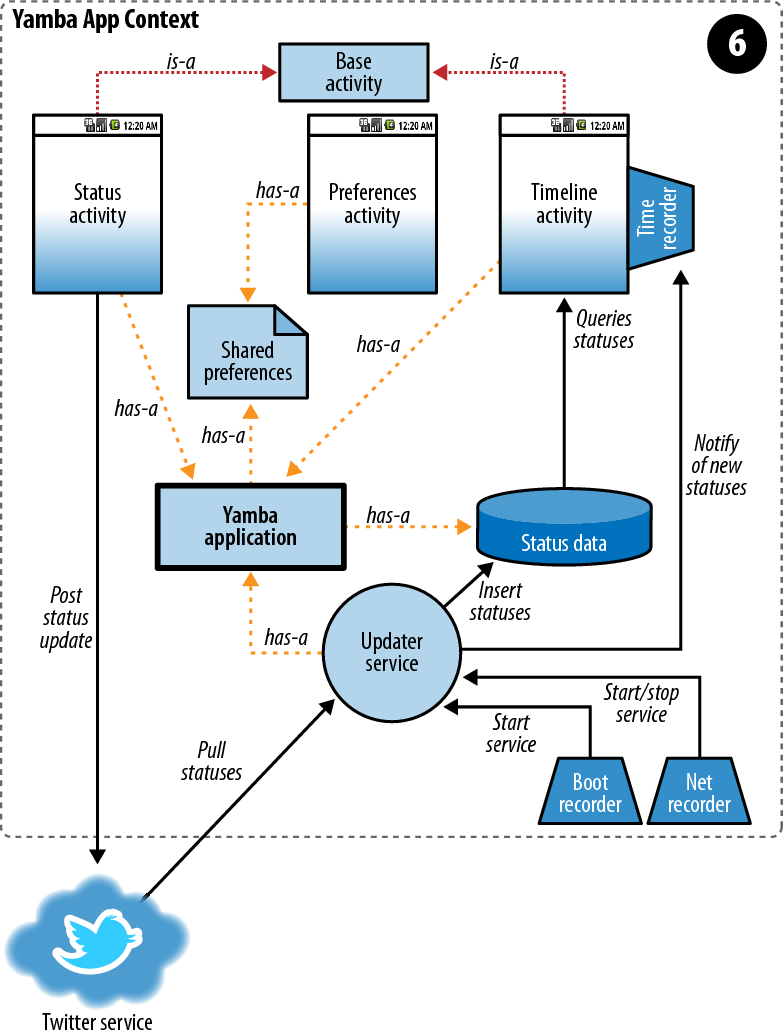 Yamba App Context
6
is-a
Base
activity
is-a
12:20 AM
12:20 AM
12:20 AM
Status
activity
has-a
Preferences
activity
Timeline
activity
Time
recorder
Shared
preferences
has-a
Queries
statuses
has-a
has-a
Notify
of new
statuses
Yamba
application
has-a
Status data
Post
status
update
has-a
Updater
service
Insert
statuses
Start/stop
service
Start
service
Pull
statuses
Boot
recorder
Net
recorder
Twitter service